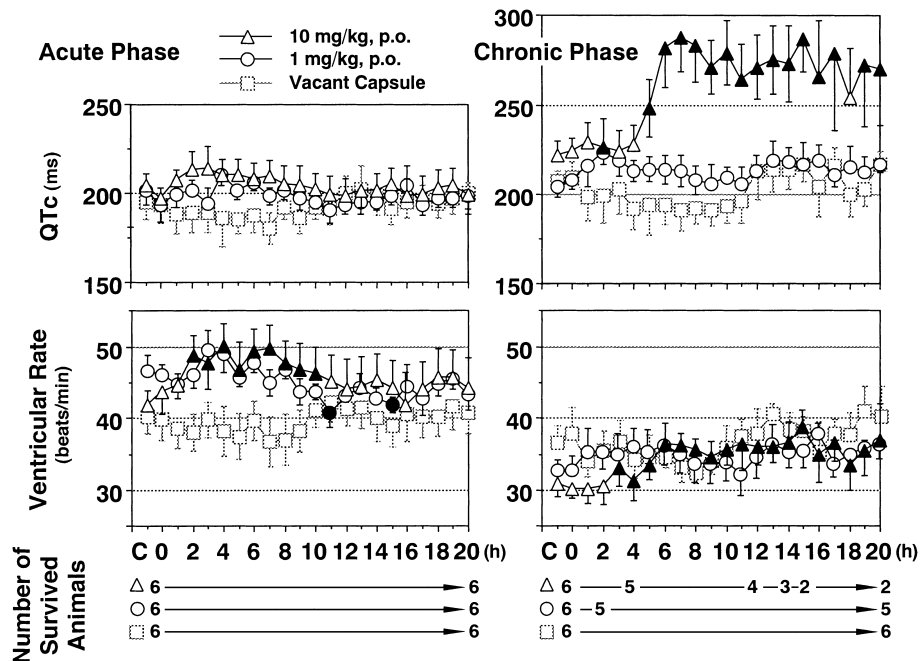 Acute Phase
10 mg/kg, p.o.
1 mg/kg, p.o.
Vacant Capsule
Chronic Phase
QTc (ms)
250
200
150
300
250
200
150
Ventricular Rate
(beats/min)
50
40
30
50
40
30
C 0 2 4 6 8 10 12 14 16 18 20 (h)
C 0 2 4 6 8 10 12 14 16 18 20 (h)
Number of
Survived
Animals
6 6
6 6
6 6
6 5 4 3 2 2
6 5 5
6 6